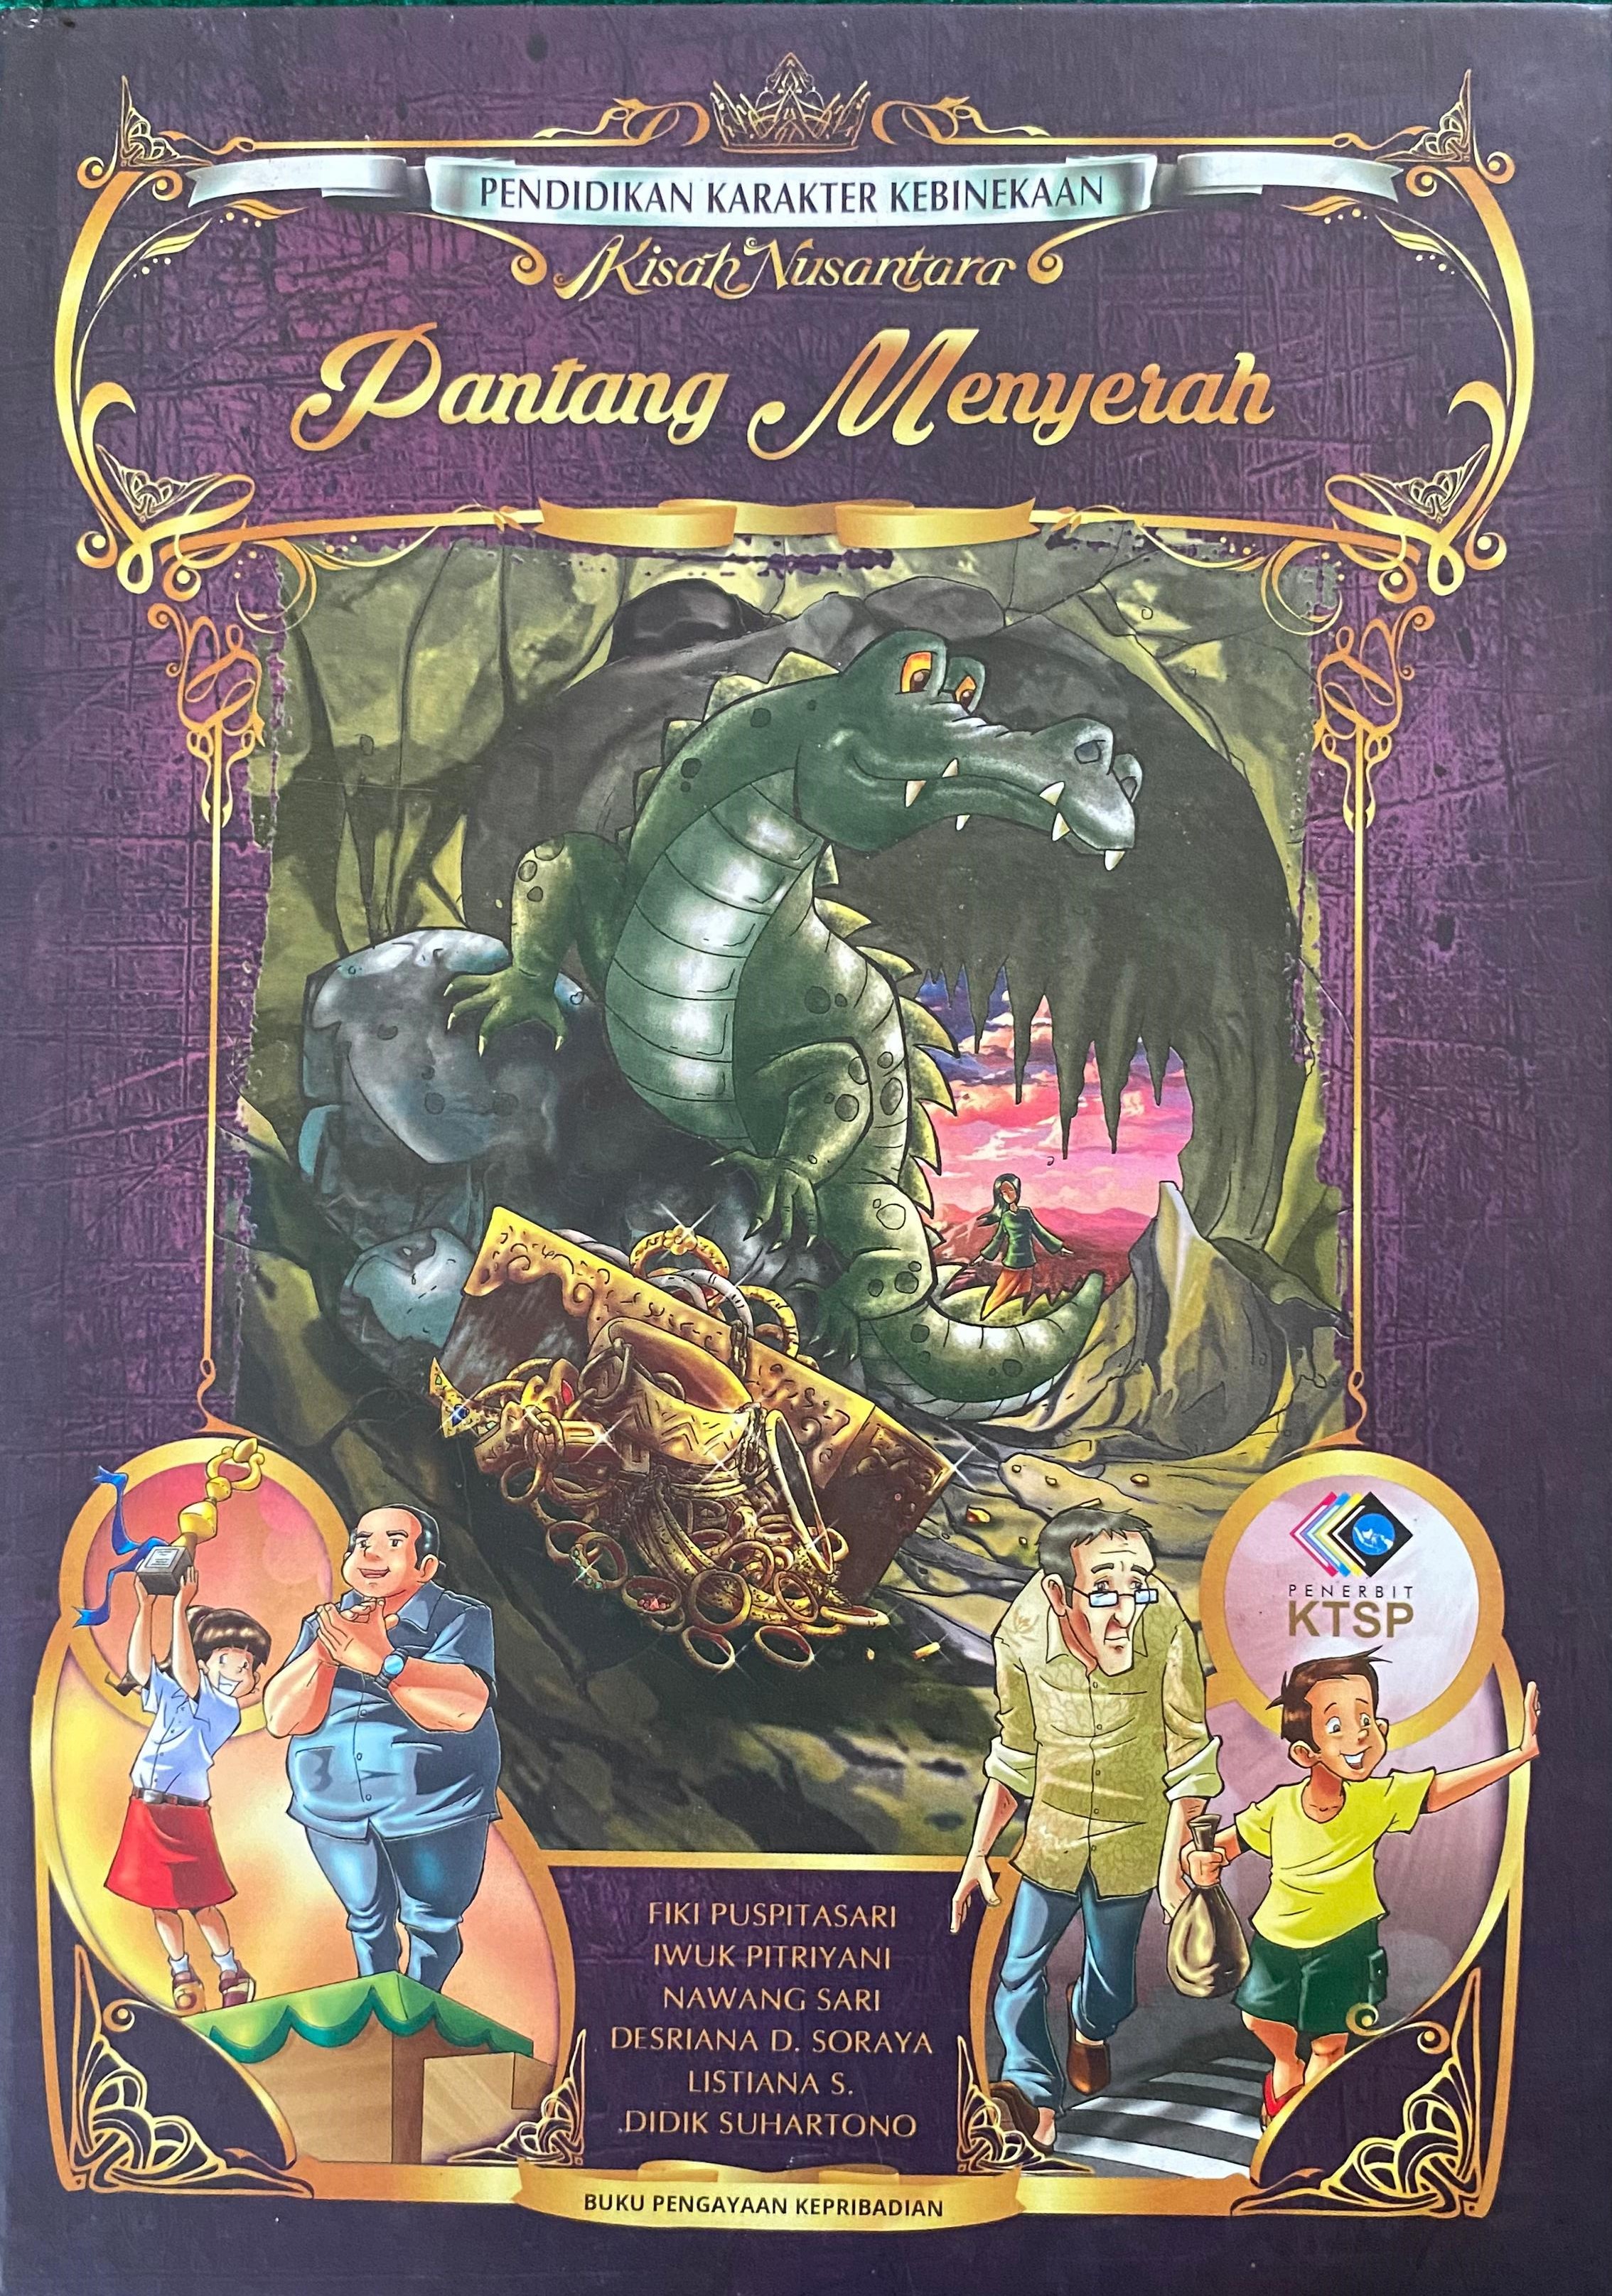 PENDIDIKAN KARAKTER KEBINEKAAN
Kisah Nusantara
Pantang Menyerah
PENERBIT
KTSP
FIKI PUSPITASARI
IWUK PITRIYANI
NAWANG SARI
DESRIANA D. SORAYA
LISTIANA S.
DIDIK SUHARTONO
BUKU PENGAYAAN KEPRIBADIAN